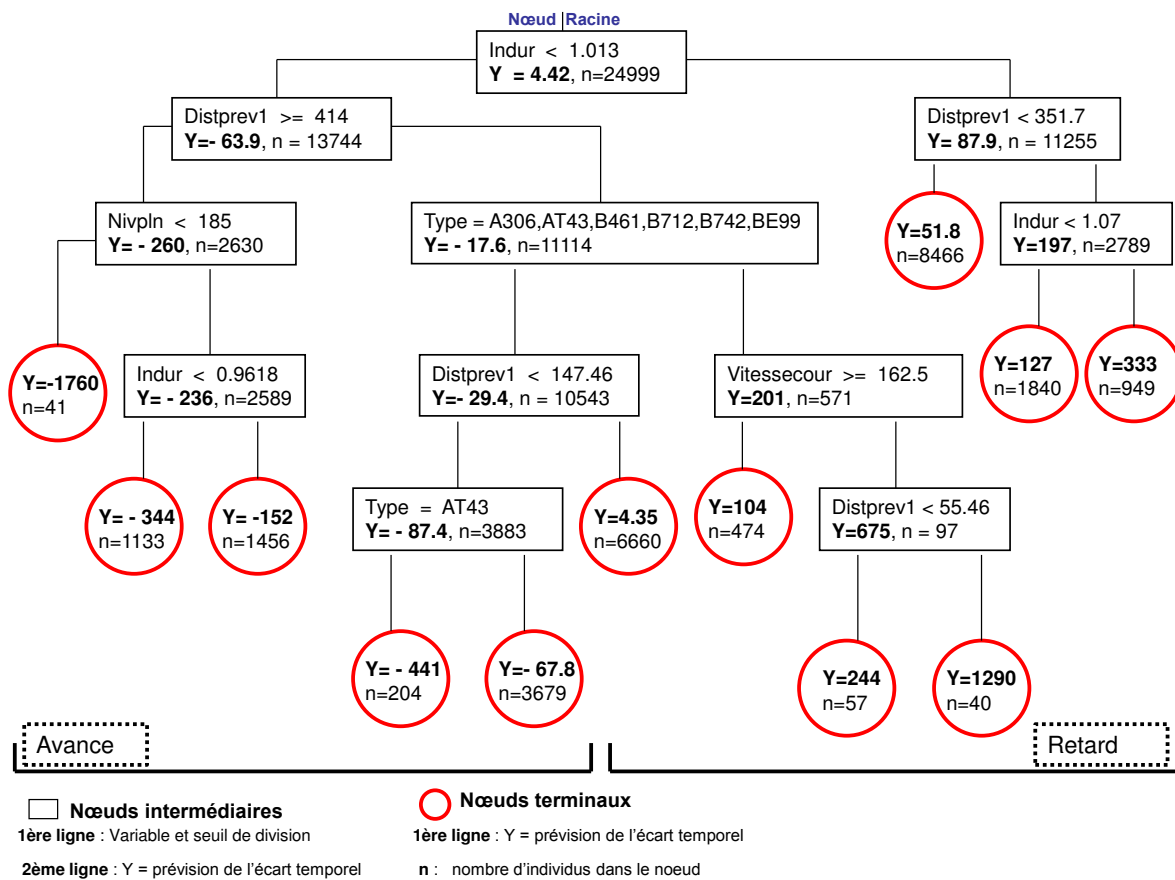 Nœud Racine
Indur < 1.013
Y = 4.42, n=24999
Distprev1 >= 414
Y=- 63.9, n = 13744
Distprev1 < 351.7
Y= 87.9, n = 11255
Nivpln < 185
Y= - 260, n=2630
Type = A306,AT43,B461,B712,B742,BE99
Y= - 17.6, n=11114
Y=51.8
n=8466
Indur < 1.07
Y=197, n=2789
Y=-1760
n=41
Indur < 0.9618
Y= - 236, n=2589
Distprev1 < 147.46
Y=- 29.4, n = 10543
Vitessecour >= 162.5
Y=201, n=571
Y=127
n=1840
Y=333
n=949
Y= - 344
n=1133
Y= -152
n=1456
Type = AT43
Y= - 87.4, n=3883
Y=4.35
n=6660
Y=104
n=474
Distprev1 < 55.46
Y=675, n = 97
Y= - 441
n=204
Y=- 67.8
n=3679
Y=244
n=57
Y=1290
n=40
Avance
Retard
Nœuds intermédiaires
1ère ligne : Variable et seuil de division
2ème ligne : Y = prévision de l'écart temporel
Nœuds terminaux
1ère ligne : Y = prévision de l'écart temporel
n : nombre d'individus dans le noeud